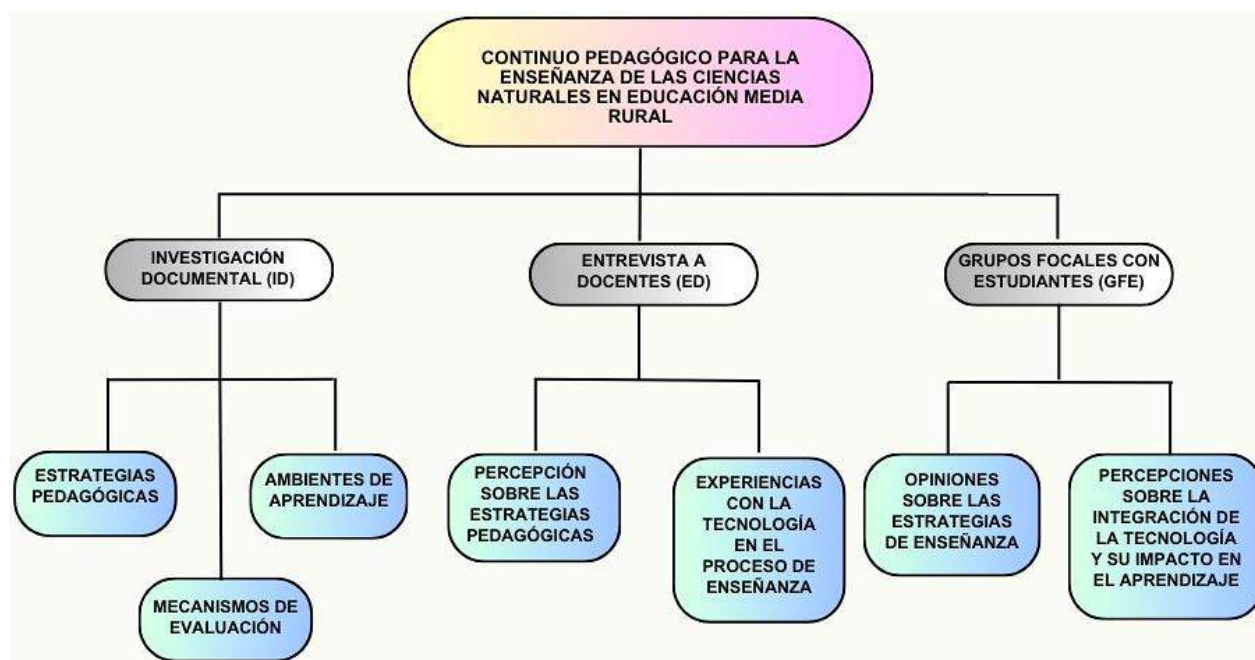 CONTINUO PEDAGÓGICO PARA LA
ENSEÑANZA DE LAS CIENCIAS
NATURALES EN EDUCACIÓN MEDIA
RURAL
INVESTIGACIÓN
DOCUMENTAL (ID)
ENTREVISTA A
DOCENTES (ED)
GRUPOS FOCALES CON
ESTUDIANTES (GFE)
ESTRATEGIAS
PEDAGÓGICAS
AMBIENTES DE
APRENDIZAJE
MECANISMOS DE
EVALUACIÓN
PERCEPCIÓN
SOBRE LAS
ESTRATEGIAS
PEDAGÓGICAS
EXPERIENCIAS
CON LA
TECNOLOGÍA
EN EL
PROCESO DE
ENSEÑANZA
OPINIONES
SOBRE LAS
ESTRATEGIAS
DE ENSEÑANZA
PERCEPCIONES
SOBRE LA
INTEGRACIÓN DE
LA TECNOLOGÍA
Y SU IMPACTO EN
EL APRENDIZAJE